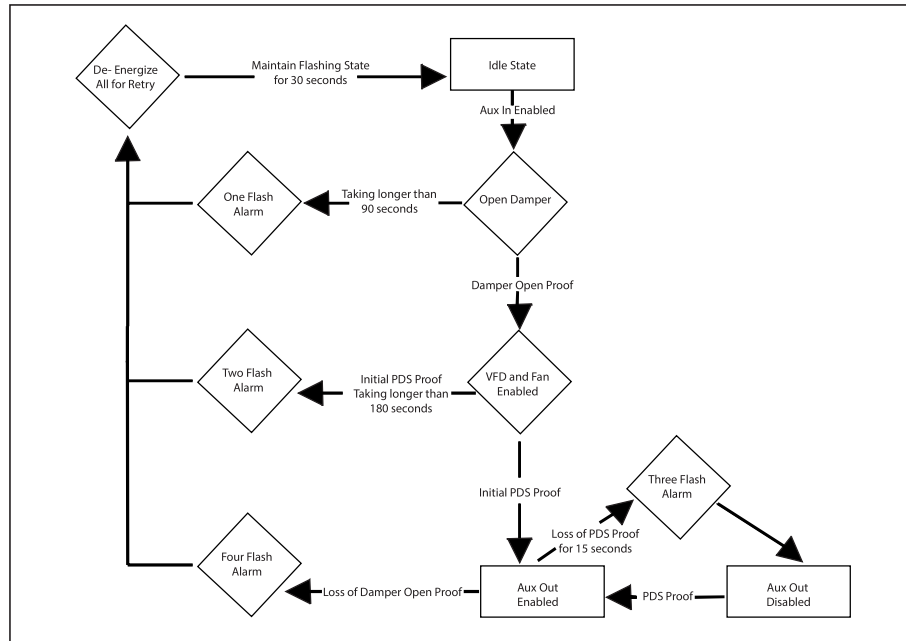 De- Energize
All for Retry
Maintain Flashing State
for 30 seconds
Idle State
Aux In Enabled
One Flash
Alarm
Taking longer than
90 seconds
Open Damper
Damper Open Proof
Two Flash
Alarm
Initial PDS Proof
Taking longer than
180 seconds
VFD and Fan
Enabled
Initial PDS Proof
Three Flash
Alarm
Loss of PDS Proof
for 15 seconds
Four Flash
Alarm
Loss of Damper Open Proof
Aux Out
Enabled
PDS Proof
Aux Out
Disabled